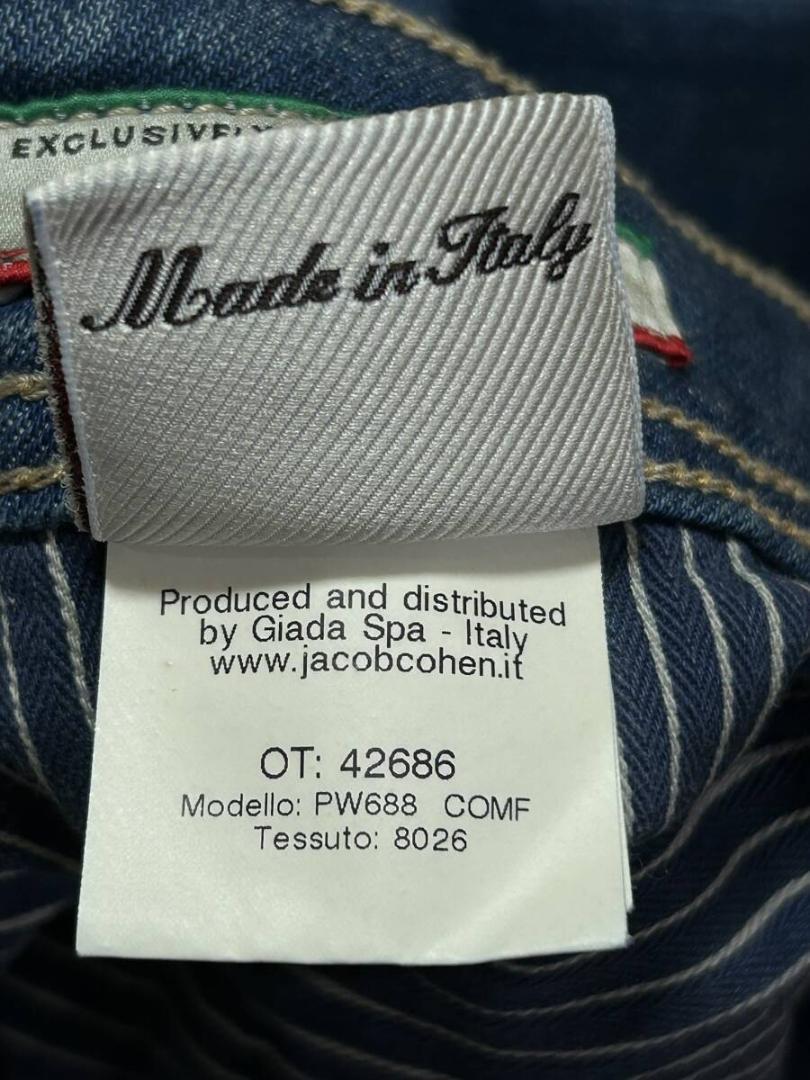 EXCLUSIVELY
Made in Italy
Produced and distributed
by Giada Spa - Italy
www.jacobcohen.it
OT: 42686
Modello: PW688 COMF
Tessuto: 8026